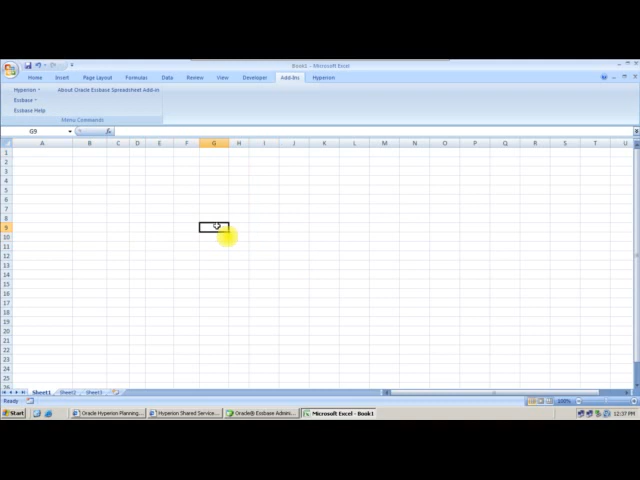 Book1 - Microsoft Excel
Home Insert Page Layout Formulas Data Review View Developer Add-Ins Hyperion
Hyperion About Oracle Essbase Spreadsheet Add-in
Essbase
Essbase Help
Menu Commands
G9 fx
A B C D E F G H I J K L M N O P Q R S T U
1
2
3
4
5
6
7
8
9
10
11
12
13
14
15
16
17
18
19
20
21
22
23
24
25
26
Sheet1 Sheet2 Sheet3
Ready 100%
Start Oracle Hyperion Planning... Hyperion Shared Service... Oracle® Essbase Admini... Microsoft Excel - Book1 12:37 PM